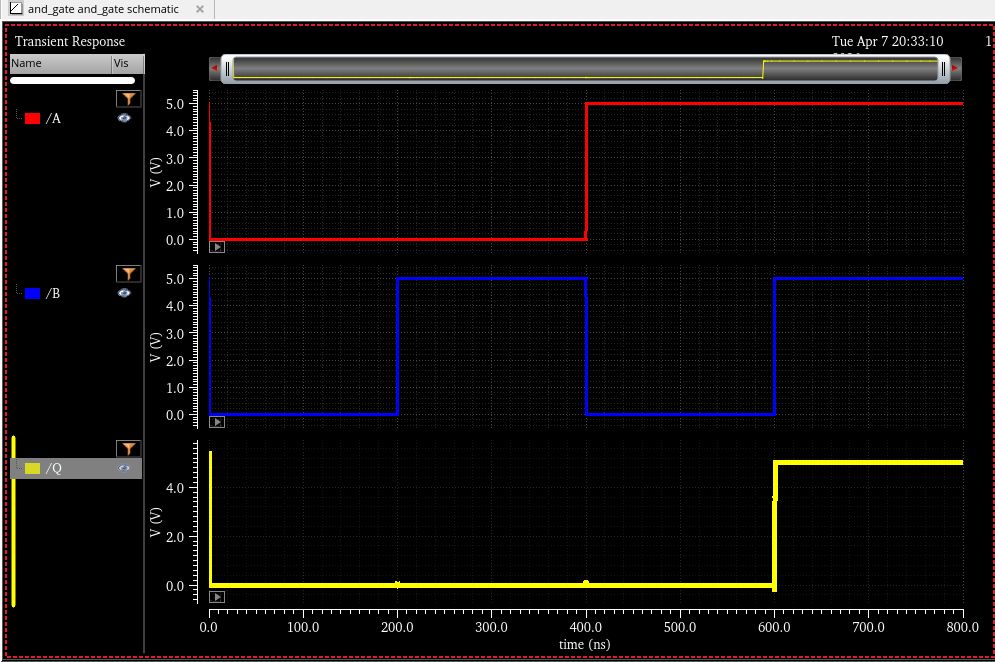 and_gate and_gate schematic
Transient Response
Tue Apr 7 20:33:10
1
Name Vis
/A
5.0
4.0
3.0
2.0
1.0
0.0
V (V)
/B
5.0
4.0
3.0
2.0
1.0
0.0
V (V)
/Q
4.0
2.0
0.0
V (V)
0.0 100.0 200.0 300.0 400.0 500.0 600.0 700.0 800.0
time (ns)